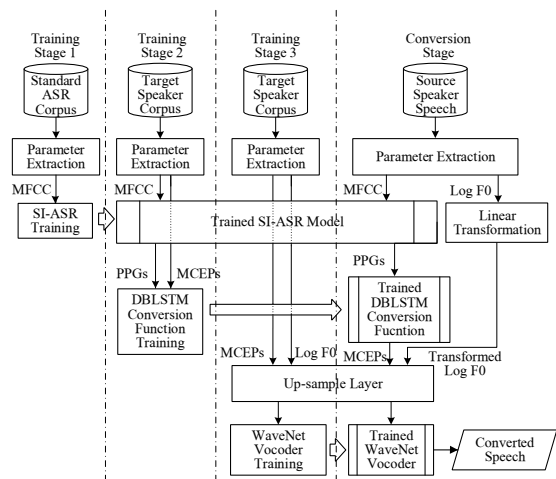 Training
Stage 1
Training
Stage 2
Training
Stage 3
Conversion
Stage
Standard
ASR
Corpus
Target
Speaker
Corpus
Target
Speaker
Corpus
Source
Speaker
Speech
Parameter
Extraction
Parameter
Extraction
Parameter
Extraction
Parameter Extraction
MFCC
MFCC
MFCC
Log F0
SI-ASR
Training
Trained SI-ASR Model
Linear
Transformation
PPGs
MCEPs
PPGs
DBLSTM
Conversion
Function
Training
Trained
DBLSTM
Conversion
Fucntion
MCEPs
Log F0
MCEPs
Transformed
Log F0
Up-sample Layer
WaveNet
Vocoder
Training
Trained
WaveNet
Vocoder
Converted
Speech